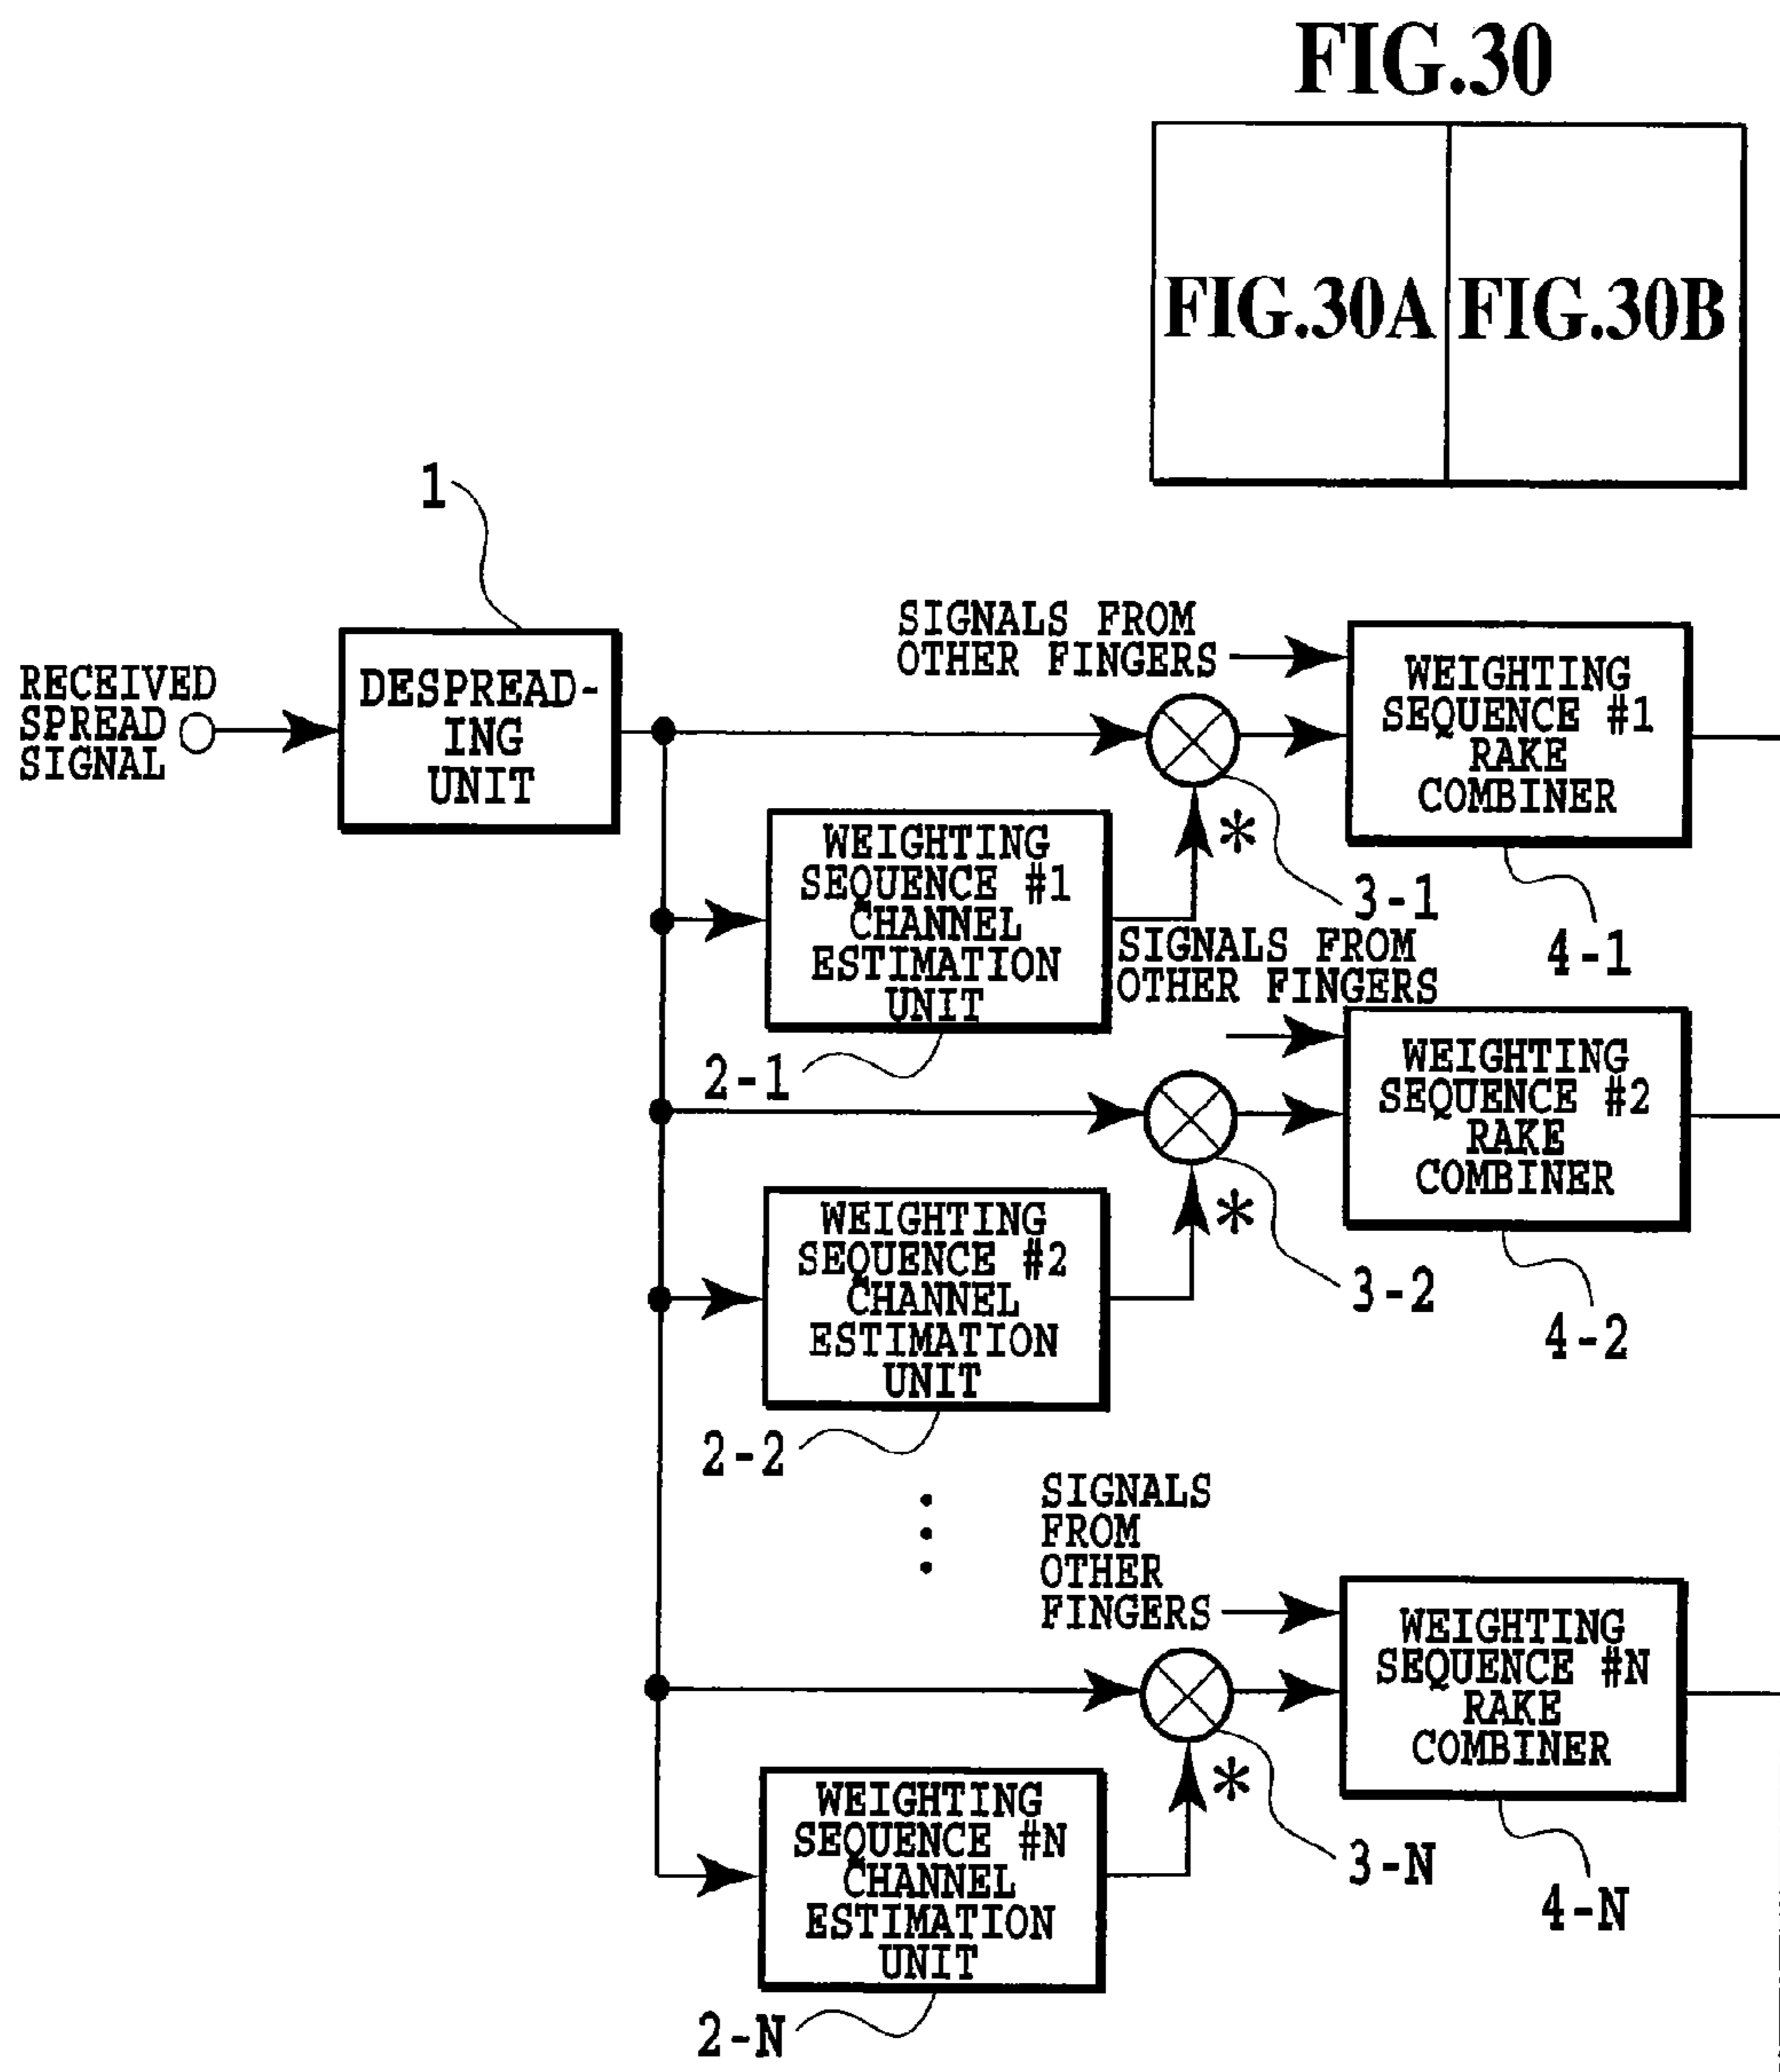 FIG.30
FIG.30A
FIG.30B
1
RECEIVED
SPREAD
SIGNAL
DESPREAD-
ING
UNIT
SIGNALS FROM
OTHER FINGERS
WEIGHTING
SEQUENCE #1
RAKE
COMBINER
*
WEIGHTING
SEQUENCE #1
CHANNEL
ESTIMATION
UNIT
3-1
4-1
SIGNALS FROM
OTHER FINGERS
2-1
WEIGHTING
SEQUENCE #2
RAKE
COMBINER
*
WEIGHTING
SEQUENCE #2
CHANNEL
ESTIMATION
UNIT
3-2
4-2
2-2
SIGNALS
FROM
OTHER
FINGERS
WEIGHTING
SEQUENCE #N
RAKE
COMBINER
*
WEIGHTING
SEQUENCE #N
CHANNEL
ESTIMATION
UNIT
3-N
4-N
2-N